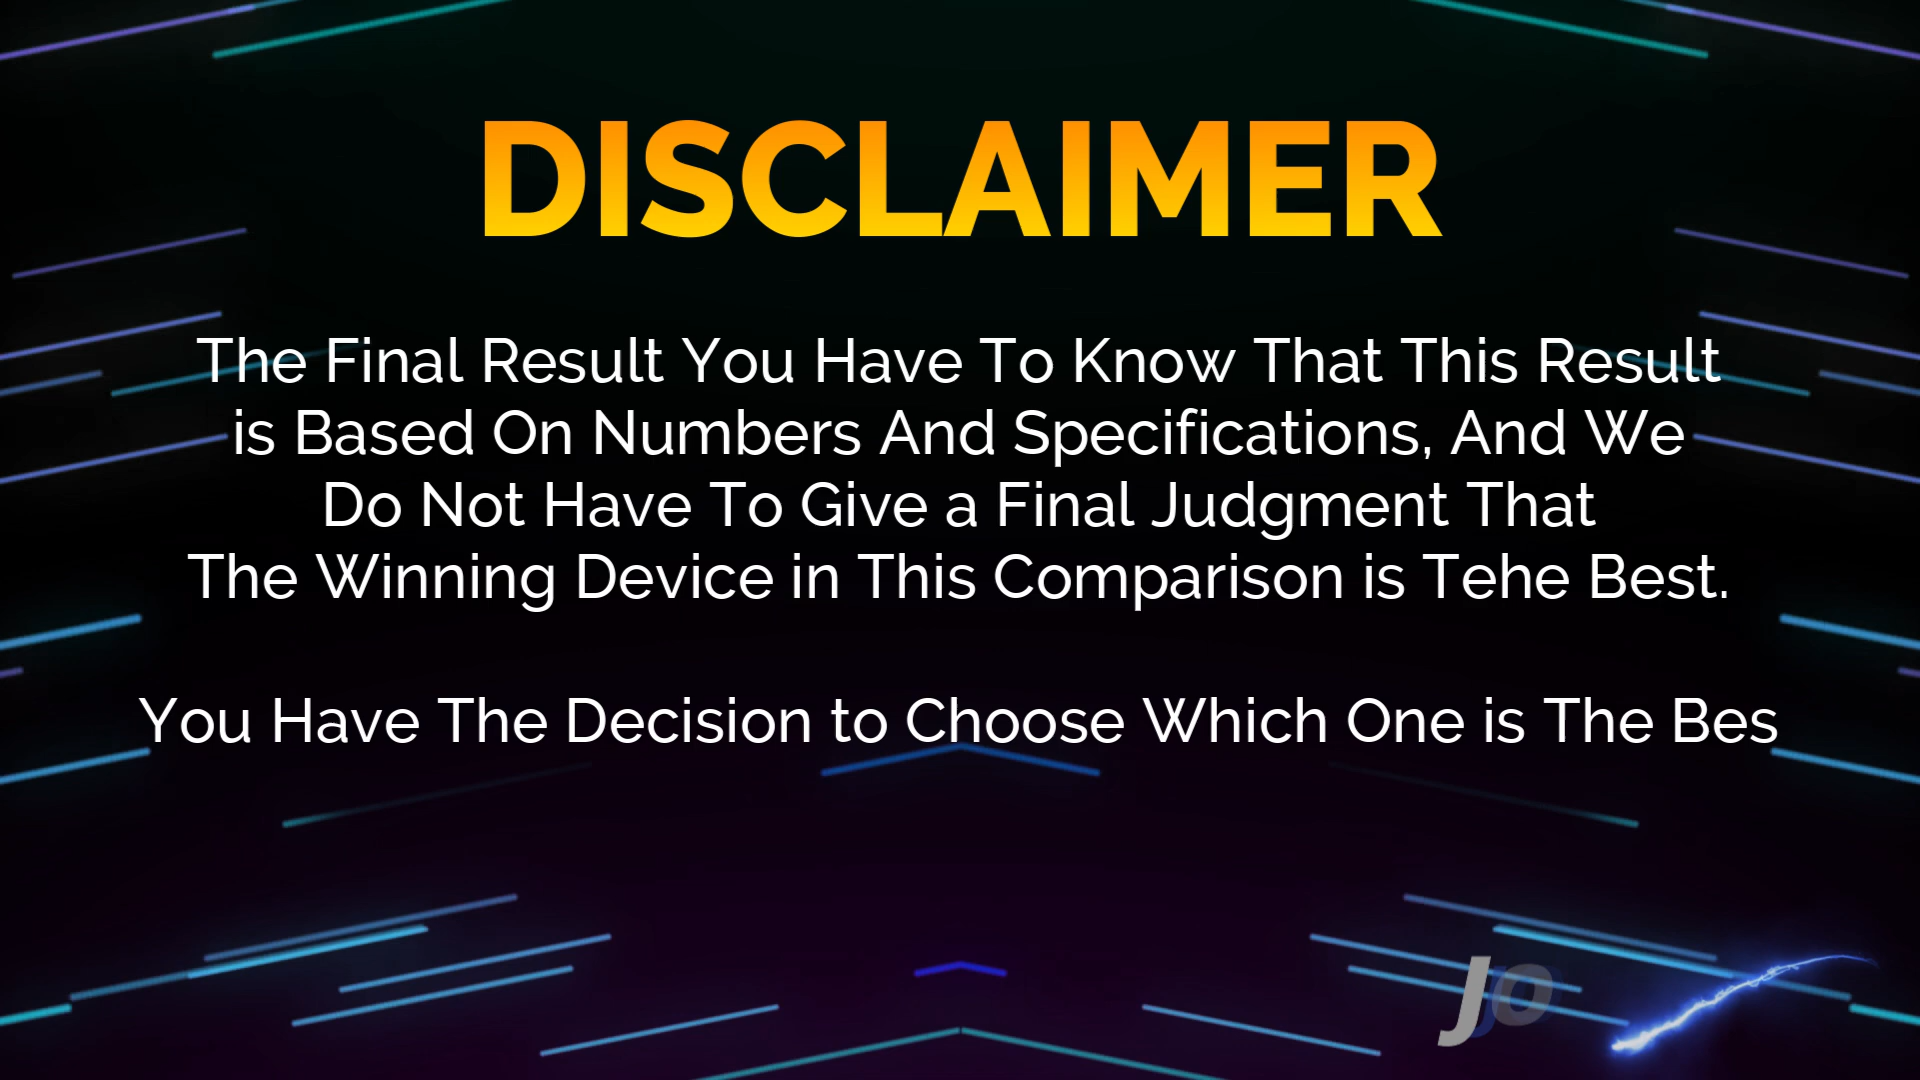 DISCLAIMER
The Final Result You Have To Know That This Result
is Based On Numbers And Specifications, And We
Do Not Have To Give a Final Judgment That
The Winning Device in This Comparison is Tehe Best.
You Have The Decision to Choose Which One is The Bes
JO